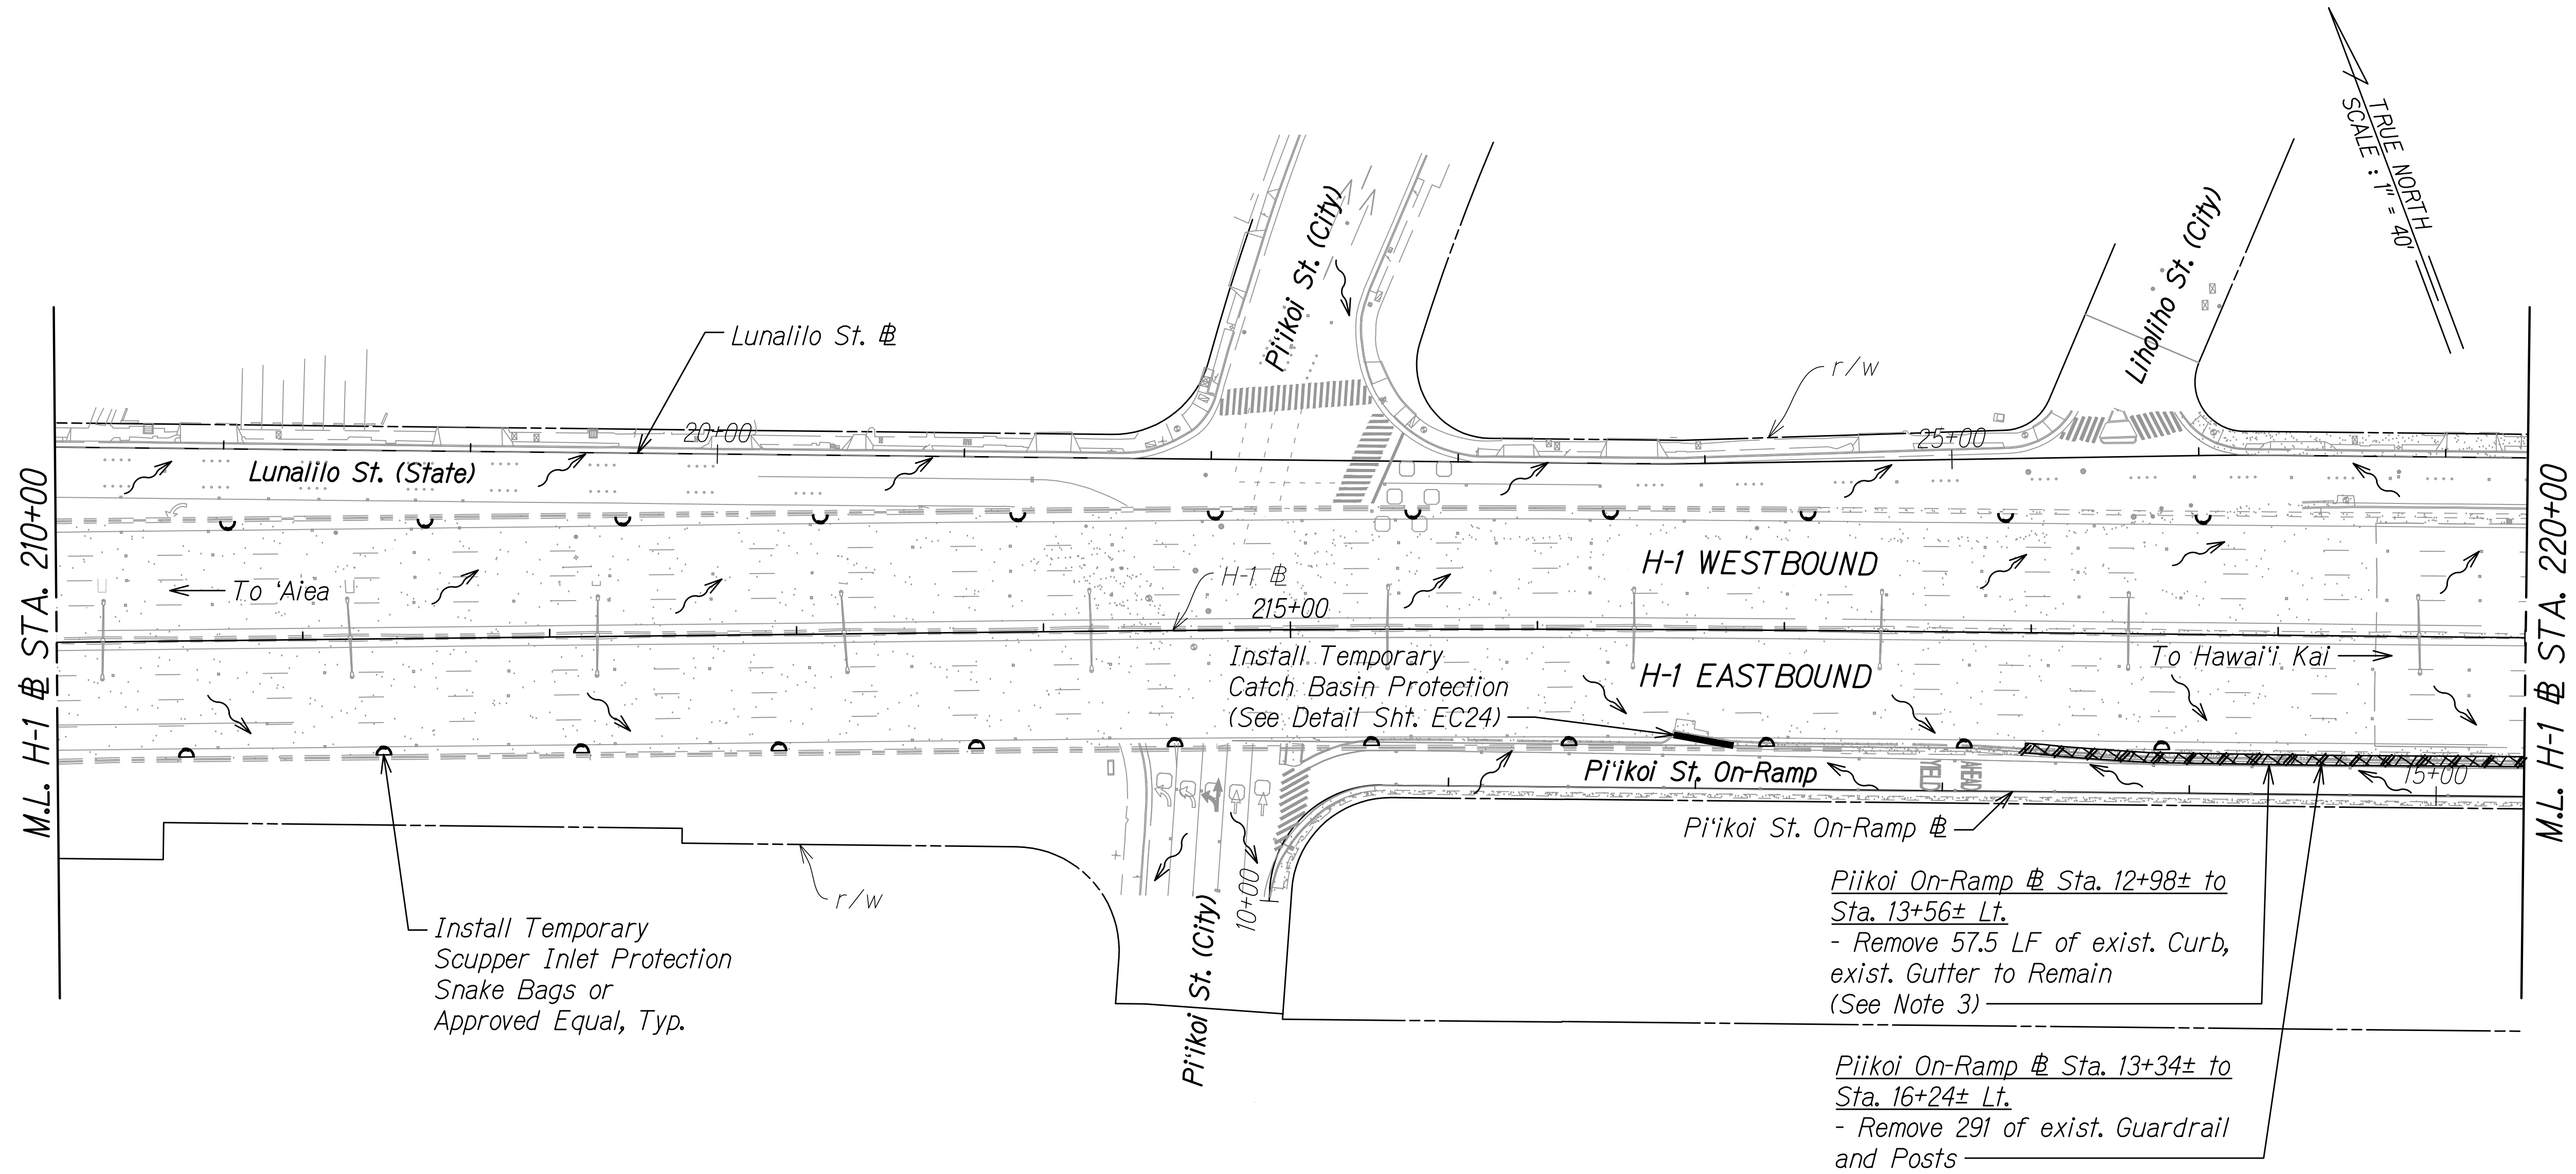 TRUE NORTH
SCALE : 1" = 40'
Pi'ikoi St. (City)
Liholiho St. (City)
Lunalilo St. ℄
r/w
20+00
25+00
Lunalilo St. (State)
M.L. H-1 ℄ STA. 210+00
M.L. H-1 ℄ STA. 220+00
H-1 WESTBOUND
To 'Aiea
H-1 ℄
215+00
Install Temporary
Catch Basin Protection
(See Detail Sht. EC24)
H-1 EASTBOUND
To Hawai'i Kai
Pi'ikoi St. On-Ramp
YIELD
AHEAD
15+00
Pi'ikoi St. On-Ramp ℄
r/w
10+00
Pi'ikoi St. (City)
Install Temporary
Scupper Inlet Protection
Snake Bags or
Approved Equal, Typ.
Piikoi On-Ramp ℄ Sta. 12+98± to
Sta. 13+56± Lt.
- Remove 57.5 LF of exist. Curb,
exist. Gutter to Remain
(See Note 3)
Piikoi On-Ramp ℄ Sta. 13+34± to
Sta. 16+24± Lt.
- Remove 291 of exist. Guardrail
and Posts